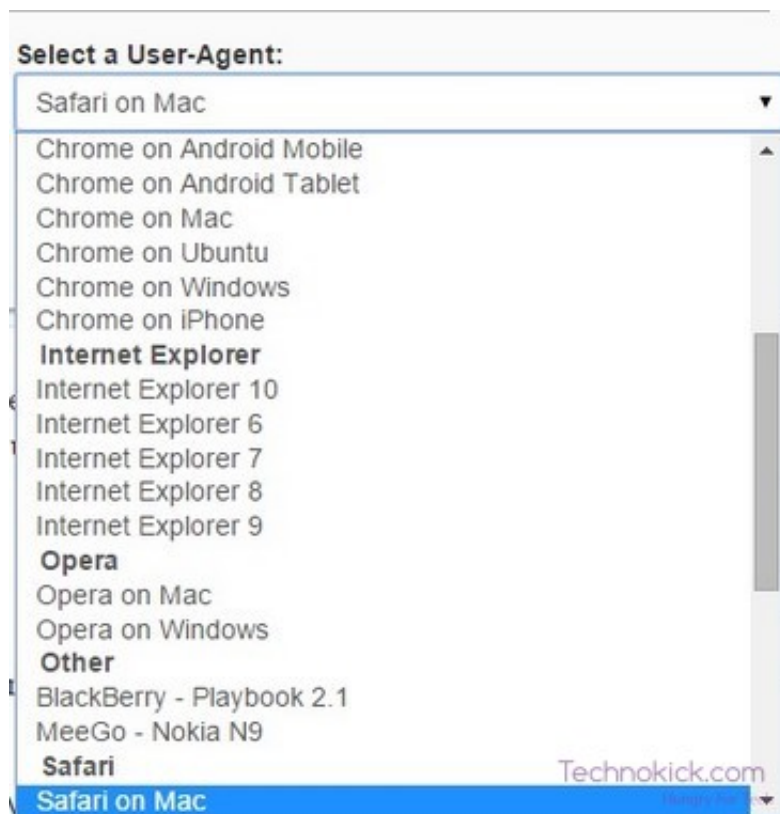 Select a User-Agent:
Safari on Mac
Chrome on Android Mobile
Chrome on Android Tablet
Chrome on Mac
Chrome on Ubuntu
Chrome on Windows
Chrome on iPhone
Internet Explorer
Internet Explorer 10
Internet Explorer 6
Internet Explorer 7
Internet Explorer 8
Internet Explorer 9
Opera
Opera on Mac
Opera on Windows
Other
BlackBerry - Playbook 2.1
MeeGo - Nokia N9
Safari
Technokick.com
Safari on Mac